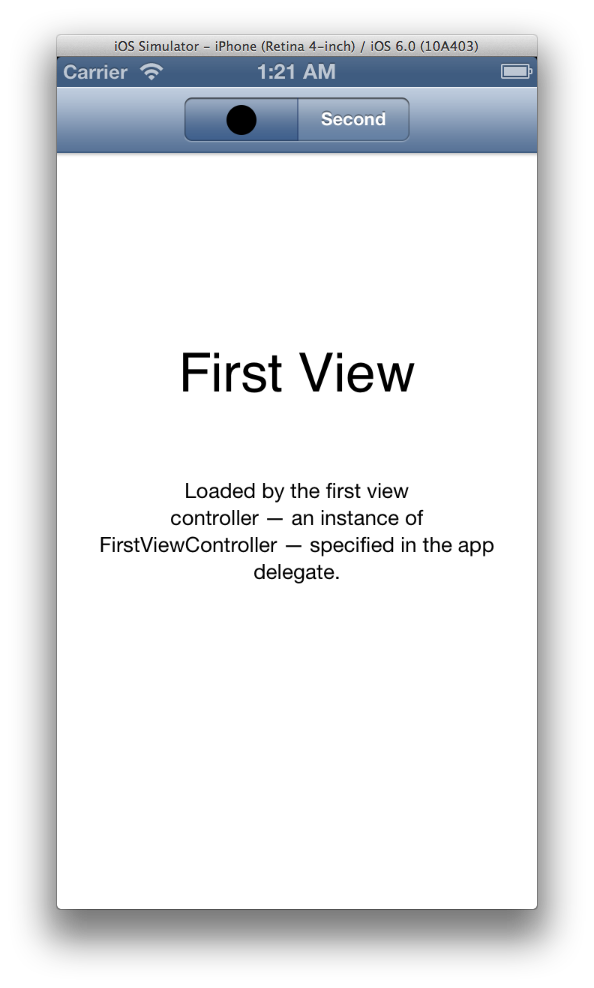 iOS Simulator – iPhone (Retina 4-inch) / iOS 6.0 (10A403)
Carrier 1:21 AM
Second
First View
Loaded by the first view
controller — an instance of
FirstViewController — specified in the app
delegate.